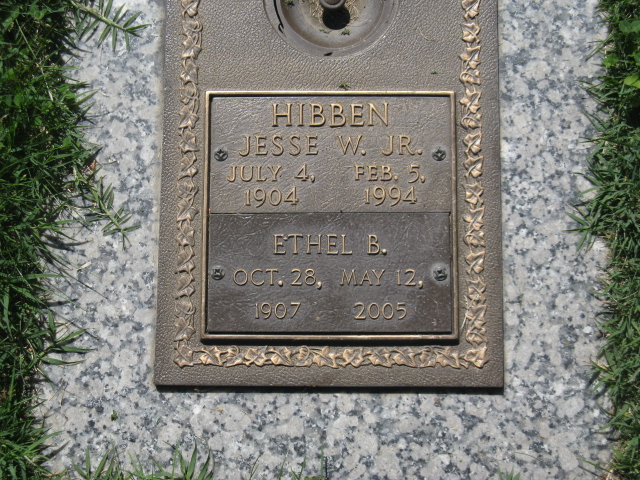 HIBBEN
JESSE W. JR.
JULY 4, FEB. 5,
1904 1994
ETHEL B.
OCT. 28, MAY 12,
1907 2005